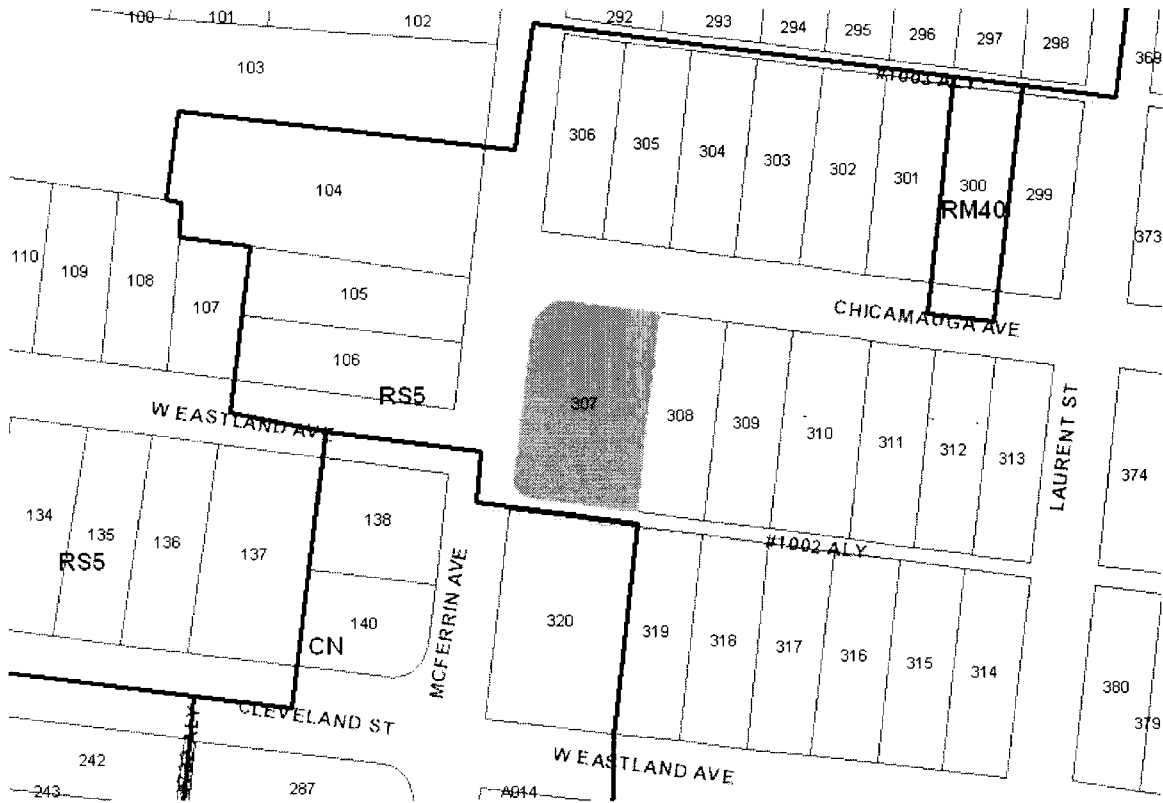 100 101 102 292 293 294 295 296 297 298 369
103 #1003 ALY
306 305 304 303 302 301 300 299
RM40
104
373
110 109 108 107 105
CHICAMAUGA AVE
106
RS5
W EASTLAND AVE
307 308 309 310 311 312 313
LAURENT ST
374
134 135 136 137 138
RS5
#1002 ALY
140
CN
MCFERRIN AVE
320 319 318 317 316 315 314
380 379
CLEVELAND ST
W EASTLAND AVE
242 243 287 A014